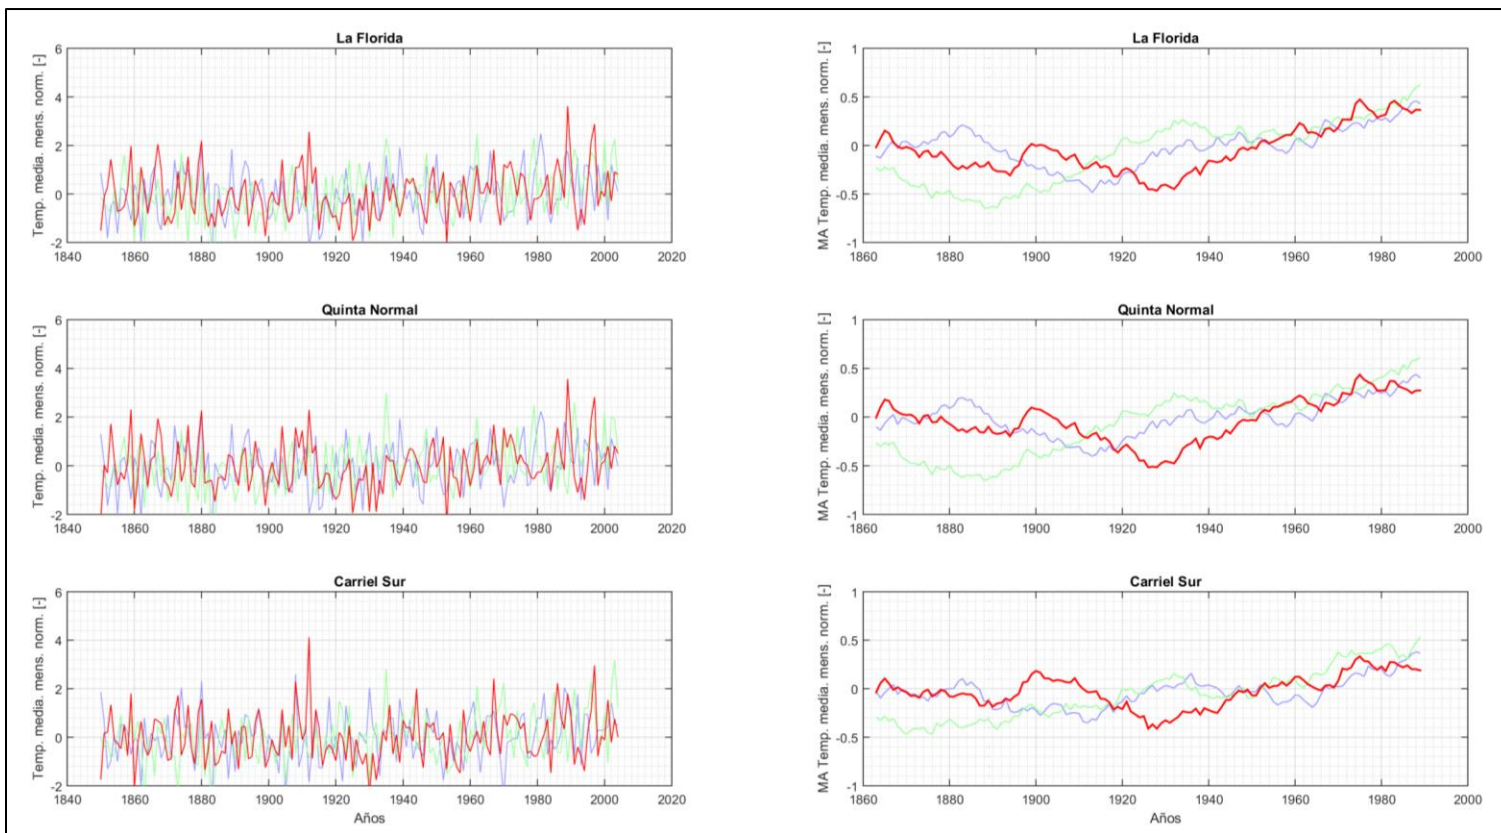 La Florida
Temp. media. mens. norm. [-]
6
4
2
0
-2
1840 1860 1880 1900 1920 1940 1960 1980 2000 2020
La Florida
MA Temp. media. mens. norm. [-]
1
0.5
0
-0.5
-1
1860 1880 1900 1920 1940 1960 1980 2000
Quinta Normal
Temp. media. mens. norm. [-]
6
4
2
0
-2
1840 1860 1880 1900 1920 1940 1960 1980 2000 2020
Quinta Normal
MA Temp. media. mens. norm. [-]
1
0.5
0
-0.5
-1
1860 1880 1900 1920 1940 1960 1980 2000
Carriel Sur
Temp. media. mens. norm. [-]
6
4
2
0
-2
1840 1860 1880 1900 1920 1940 1960 1980 2000 2020
Años
Carriel Sur
MA Temp. media. mens. norm. [-]
1
0.5
0
-0.5
-1
1860 1880 1900 1920 1940 1960 1980 2000
Años